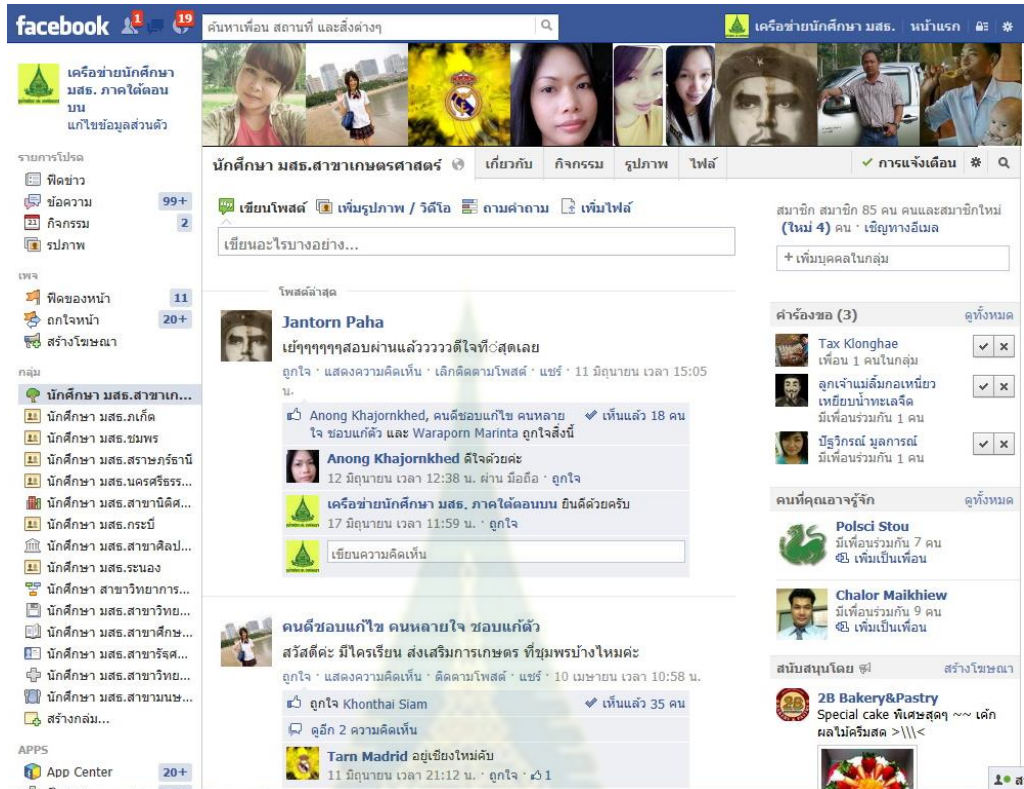 facebook
1
19
ค้นหาเพื่อน สถานที่ และสิ่งต่างๆ
เครือข่ายนักศึกษา มสธ.
หน้าแรก
เครือข่ายนักศึกษา
มสธ. ภาคใต้ตอน
บน
แก้ไขข้อมูลส่วนตัว
รายการโปรด
ฟีดข่าว
ข้อความ 99+
กิจกรรม 2
รูปภาพ
เพจ
ฟีดของหน้า 11
ถูกใจหน้า 20+
สร้างโฆษณา
กลุ่ม
นักศึกษา มสธ.สาขาเก...
นักศึกษา มสธ.ภูเก็ต
นักศึกษา มสธ.ชุมพร
นักศึกษา มสธ.สุราษฎร์ธานี
นักศึกษา มสธ.นครศรีธรร...
นักศึกษา มสธ.สาขานิติศ...
นักศึกษา มสธ.กระบี่
นักศึกษา มสธ.สาขาศิลป...
นักศึกษา มสธ.ระนอง
นักศึกษา สาขาวิทยาการ...
นักศึกษา มสธ.สาขาวิทย...
นักศึกษา มสธ.สาขาศึกษ...
นักศึกษา มสธ.สาขารัฐศ...
นักศึกษา มสธ.สาขาวิทย...
นักศึกษา มสธ.สาขามนุษ...
สร้างกลุ่ม...
APPS
App Center 20+
นักศึกษา มสธ.สาขาเกษตรศาสตร์
เกี่ยวกับ
กิจกรรม
รูปภาพ
ไฟล์
การแจ้งเตือน
เขียนโพสต์
เพิ่มรูปภาพ / วิดีโอ
ถามคำถาม
เพิ่มไฟล์
เขียนอะไรบางอย่าง...
โพสต์ล่าสุด
Jantorn Paha
เย้ๆๆๆๆๆสอบผ่านแล้วววววดีใจที่สุดเลย
ถูกใจ · แสดงความคิดเห็น · เลิกติดตามโพสต์ · แชร์ · 11 มิถุนายน เวลา 15:05
น.
Anong Khajornkhed, คนดีชอบแก้ไข คนหลาย
ใจ ชอบแก้ตัว และ Waraporn Marinta ถูกใจสิ่งนี้
เห็นแล้ว 18 คน
Anong Khajornkhed ดีใจด้วยค่ะ
12 มิถุนายน เวลา 12:38 น. ผ่าน มือถือ · ถูกใจ
เครือข่ายนักศึกษา มสธ. ภาคใต้ตอนบน ยินดีด้วยครับ
17 มิถุนายน เวลา 11:59 น. · ถูกใจ
เขียนความคิดเห็น
คนดีชอบแก้ไข คนหลายใจ ชอบแก้ตัว
สวัสดีค่ะ มีใครเรียน ส่งเสริมการเกษตร ที่ชุมพรบ้างไหมค่ะ
ถูกใจ · แสดงความคิดเห็น · ติดตามโพสต์ · แชร์ · 10 เมษายน เวลา 10:58 น.
ถูกใจ Khonthai Siam
เห็นแล้ว 35 คน
ดูอีก 2 ความคิดเห็น
Tarn Madrid อยู่เชียงใหม่คับ
11 มิถุนายน เวลา 21:12 น. · ถูกใจ · 1
สมาชิก สมาชิก 85 คน คนและสมาชิกใหม่
(ใหม่ 4) คน · เชิญทางอีเมล
+ เพิ่มบุคคลในกลุ่ม
คำร้องขอ (3) ดูทั้งหมด
Tax Klonghae
เพื่อน 1 คนในกลุ่ม
ลูกเจ้าแม่ลิ้มกอเหนี่ยว
เหยียบน้ำทะเลจืด
มีเพื่อนร่วมกัน 1 คน
ปัฐวิกรณ์ มูลการณ์
มีเพื่อนร่วมกัน 1 คน
คนที่คุณอาจรู้จัก ดูทั้งหมด
Polsci Stou
มีเพื่อนร่วมกัน 7 คน
เพิ่มเป็นเพื่อน
Chalor Maikhiew
มีเพื่อนร่วมกัน 9 คน
เพิ่มเป็นเพื่อน
สนับสนุนโดย สร้างโฆษณา
2B Bakery&Pastry
Special cake พิเศษสุดๆ ~~ เค้ก
ผลไม้ครีมสด >\\\<